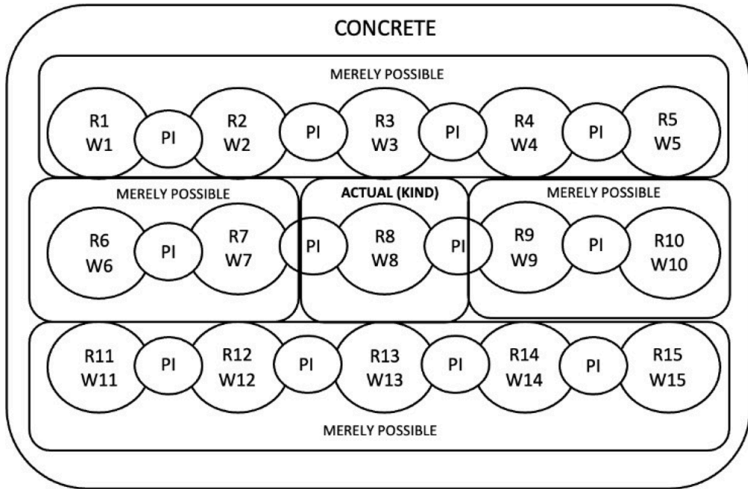 CONCRETE
MERELY POSSIBLE
R1 PI R2 PI R3 PI R4 PI R5
W1 W2 W3 W4 W5
MERELY POSSIBLE ACTUAL (KIND) MERELY POSSIBLE
R6 PI R7 PI R8 PI R9 PI R10
W6 W7 W8 W9 W10
R11 PI R12 PI R13 PI R14 PI R15
W11 W12 W13 W14 W15
MERELY POSSIBLE